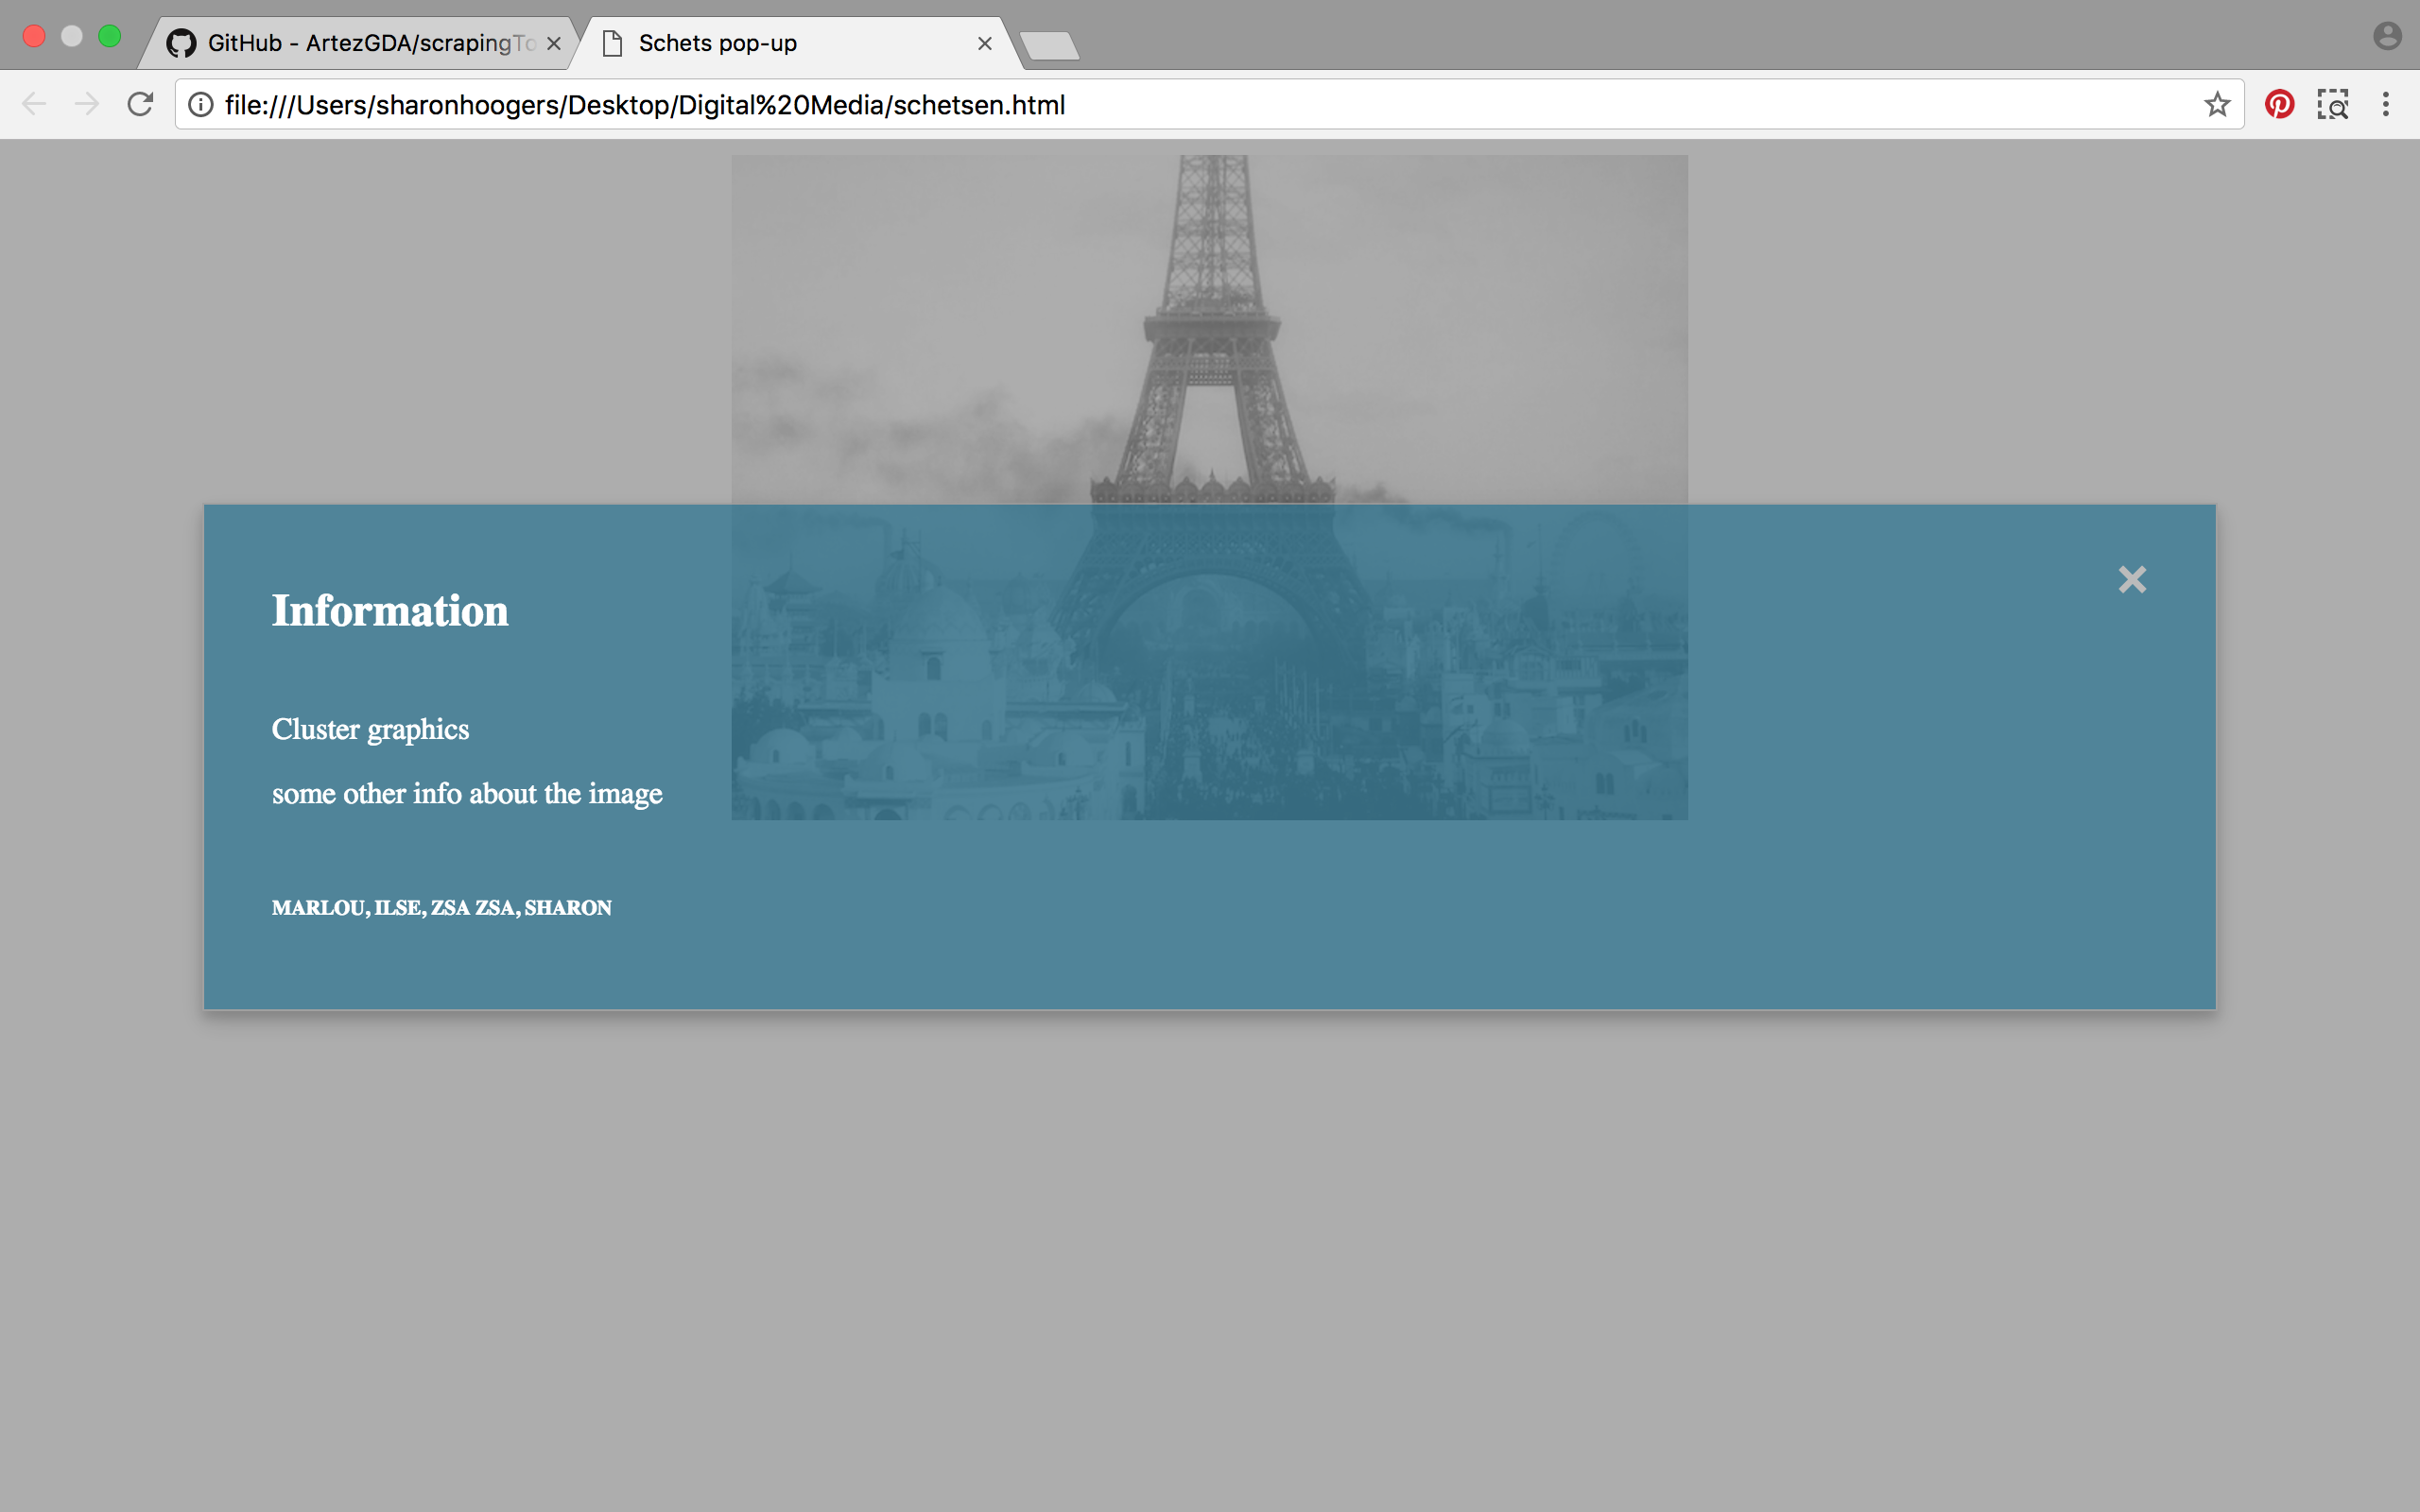 GitHub - ArtezGDA/scrapingTo
Schets pop-up
file:///Users/sharonhoogers/Desktop/Digital%20Media/schetsen.html
Information
Cluster graphics
some other info about the image
MARLOU, ILSE, ZSA ZSA, SHARON